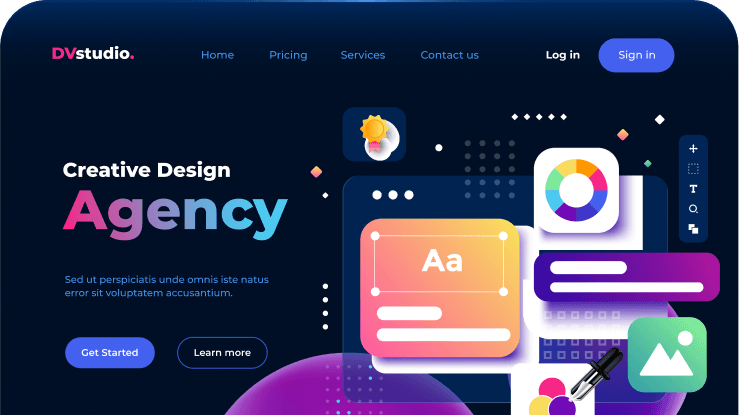 DVstudio.
Home Pricing Services Contact us Log in Sign in
Creative Design
Agency
Sed ut perspiciatis unde omnis iste natus
error sit voluptatem accusantium.
Get Started Learn more
Aa
T